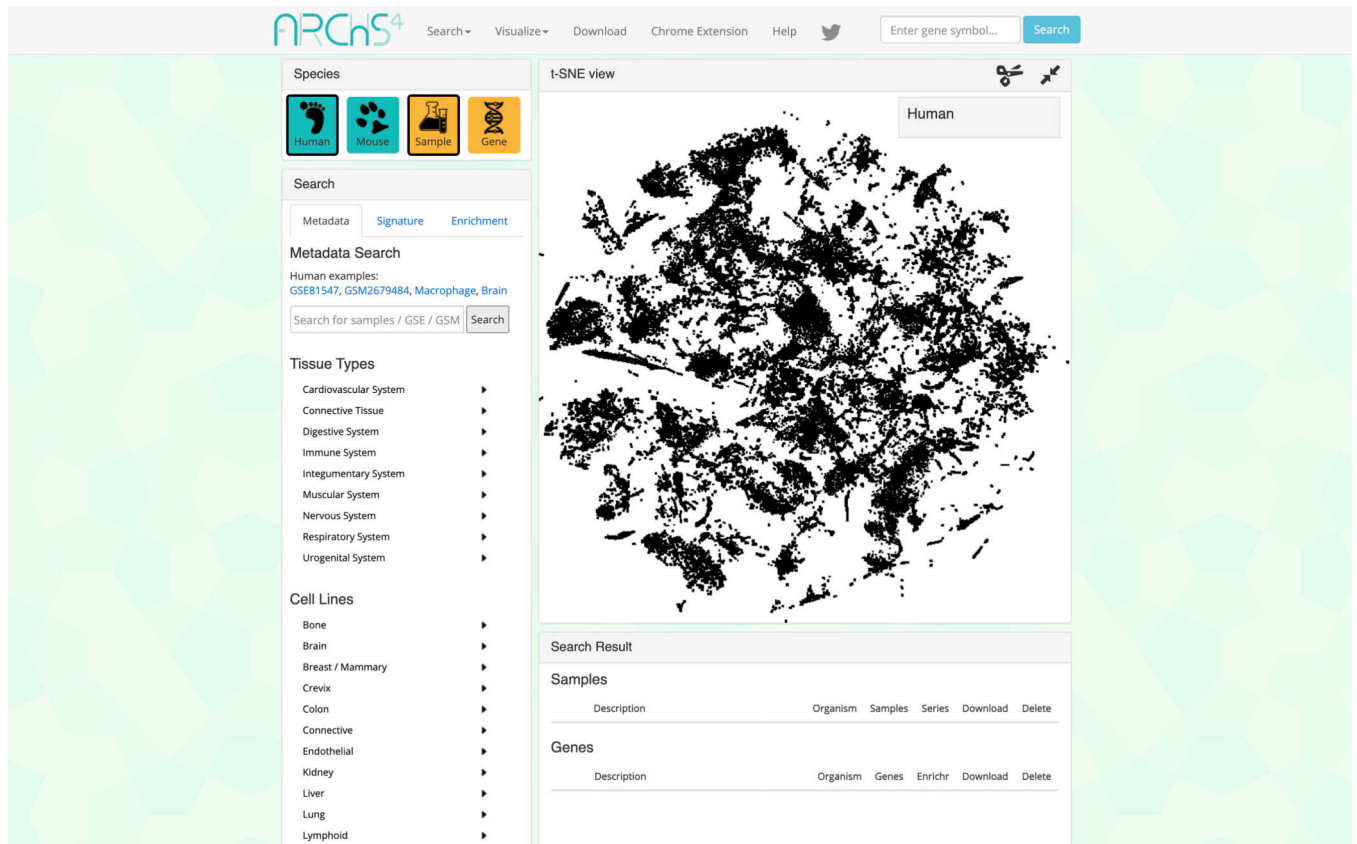 ARCHS4 Search Visualize Download Chrome Extension Help Enter gene symbol... Search
Species
Human Mouse Sample Gene
Search
Metadata Signature Enrichment
Metadata Search
Human examples:
GSE81547, GSM2679484, Macrophage, Brain
Search for samples / GSE / GSM Search
Tissue Types
Cardiovascular System
Connective Tissue
Digestive System
Immune System
Integumentary System
Muscular System
Nervous System
Respiratory System
Urogenital System
Cell Lines
Bone
Brain
Breast / Mammary
Crevix
Colon
Connective
Endothelial
Kidney
Liver
Lung
Lymphoid
t-SNE view
Human
Search Result
Samples
Description Organism Samples Series Download Delete
Genes
Description Organism Genes Enrichr Download Delete